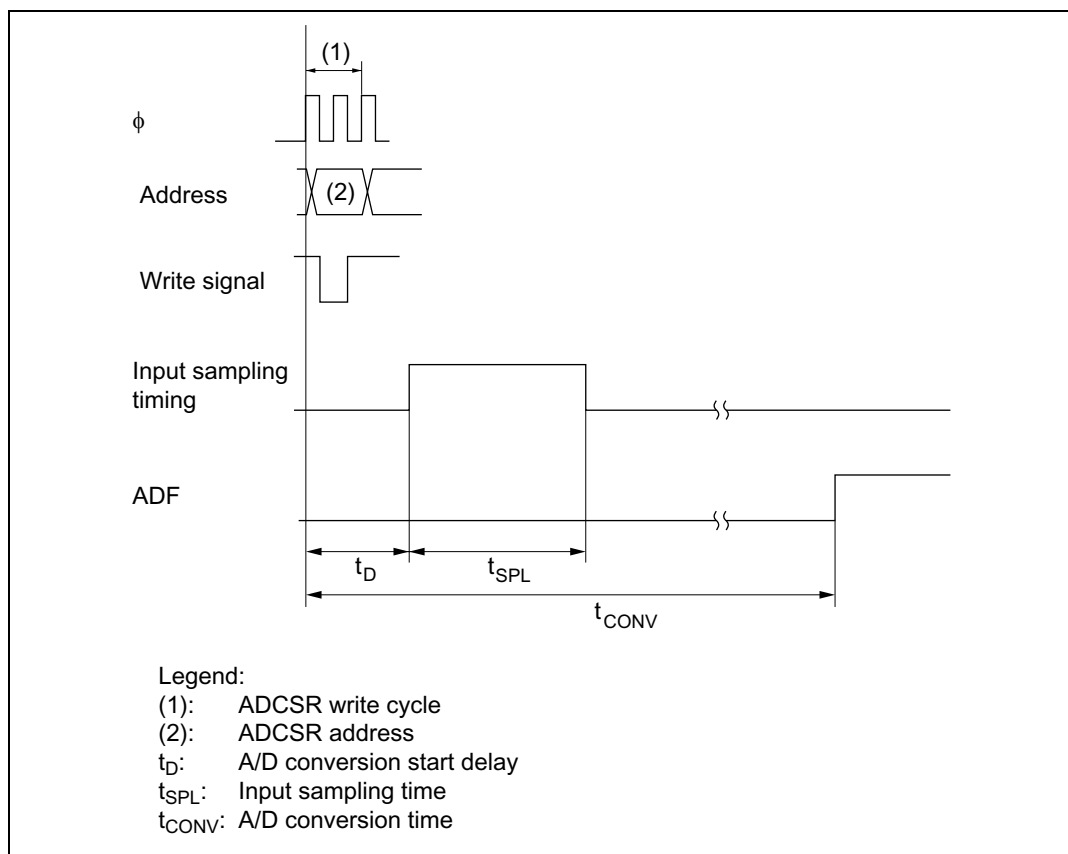 (1)
ϕ
Address
(2)
Write signal
Input sampling
timing
ADF
tD
tSPL
tCONV
Legend:
(1): ADCSR write cycle
(2): ADCSR address
tD: A/D conversion start delay
tSPL: Input sampling time
tCONV: A/D conversion time